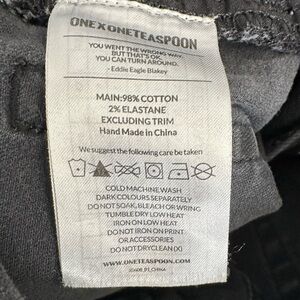 ONEXONETEASPOON
YOU WENT THE WRONG WAY,
BUT THAT'S OK.
YOU CAN TURN AROUND.
- Eddie Eagle Blakey
MAIN: 98% COTTON
2% ELASTANE
EXCLUDING TRIM
Hand Made in China
We suggest the following care be taken
COLD MACHINE WASH
DARK COLOURS SEPARATELY
DO NOT SOAK, BLEACH OR WRING
TUMBLE DRY LOW HEAT
IRON ON LOW HEAT
DO NOT IRON ON PRINT
OR ACCESSORIES
DO NOT DRYCLEAN (X)
WWW.ONETEASPOON.COM